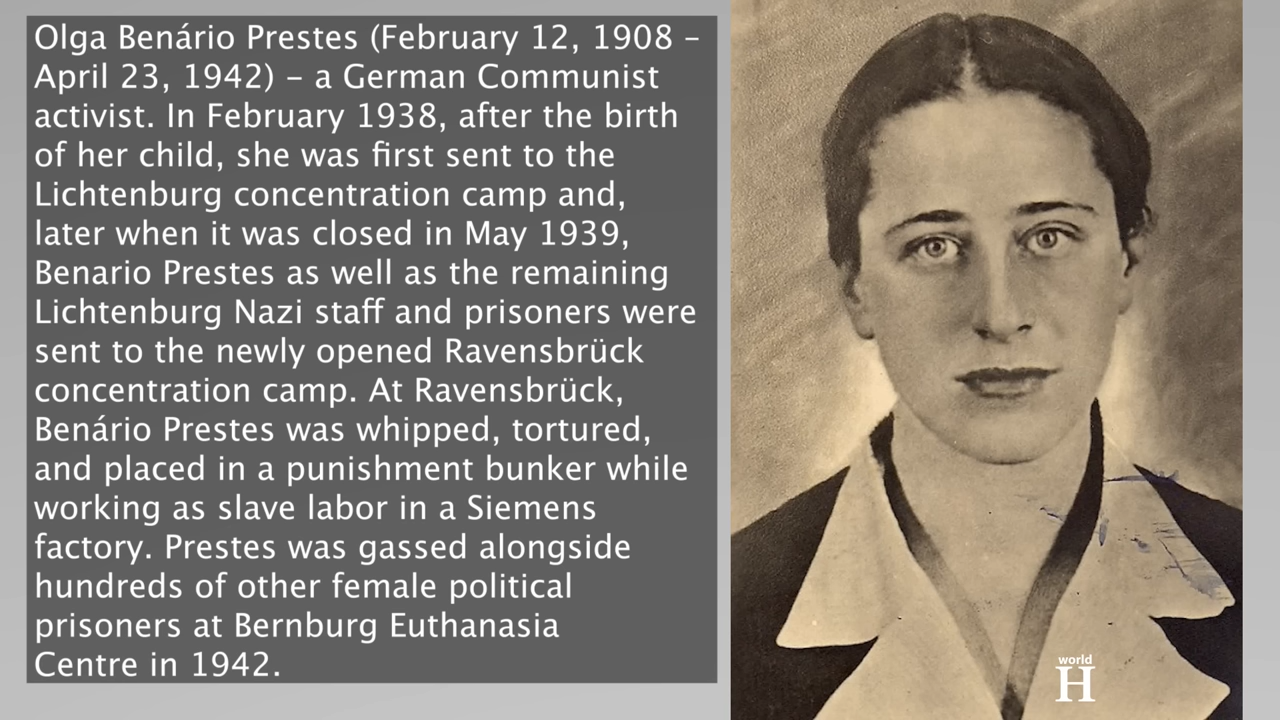 Olga Benário Prestes (February 12, 1908 –
April 23, 1942) – a German Communist
activist. In February 1938, after the birth
of her child, she was first sent to the
Lichtenburg concentration camp and,
later when it was closed in May 1939,
Benario Prestes as well as the remaining
Lichtenburg Nazi staff and prisoners were
sent to the newly opened Ravensbrück
concentration camp. At Ravensbrück,
Benário Prestes was whipped, tortured,
and placed in a punishment bunker while
working as slave labor in a Siemens
factory. Prestes was gassed alongside
hundreds of other female political
prisoners at Bernburg Euthanasia
Centre in 1942.
world
H